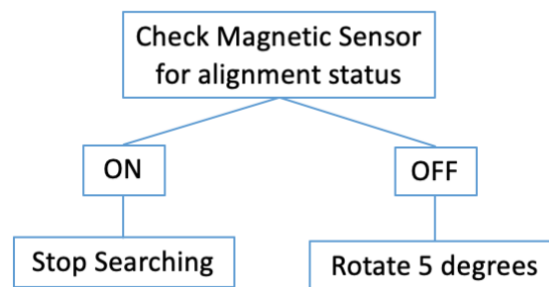 Check Magnetic Sensor
for alignment status
ON
OFF
Stop Searching
Rotate 5 degrees